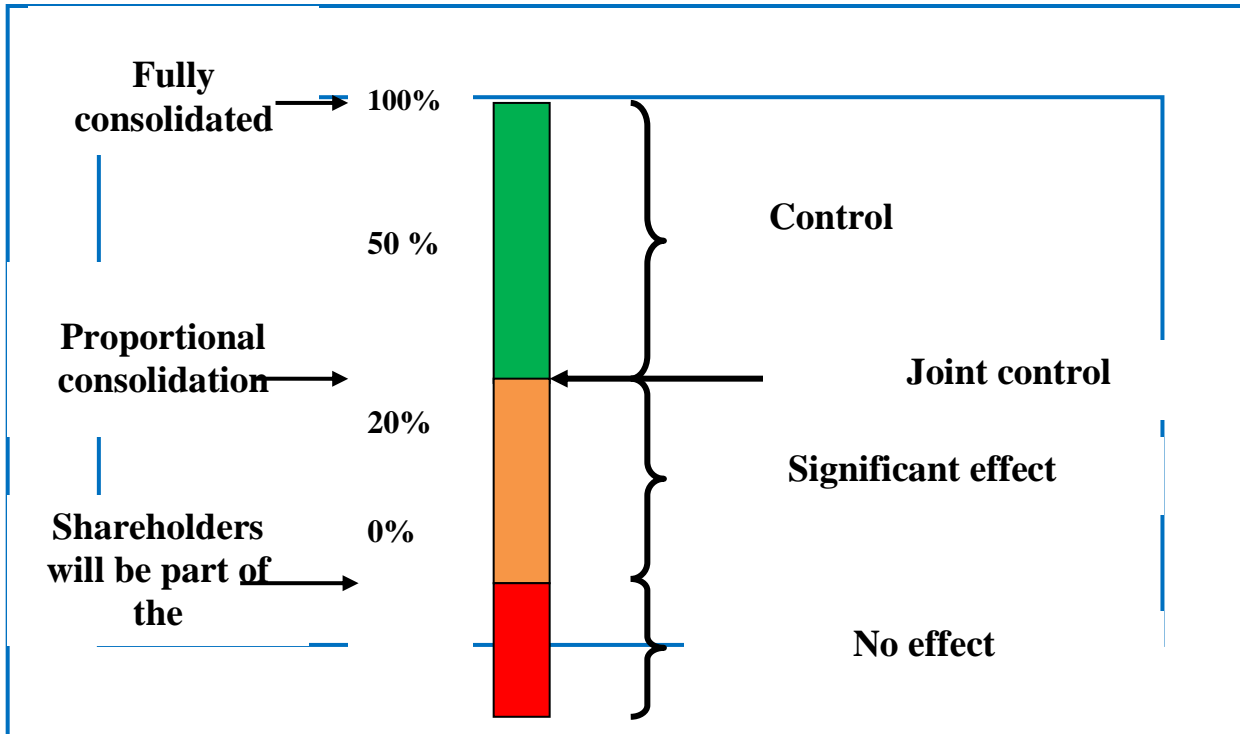 Fully
consolidated
100%
Control
50 %
Proportional
consolidation
Joint control
20%
Significant effect
Shareholders
will be part of
the
0%
No effect